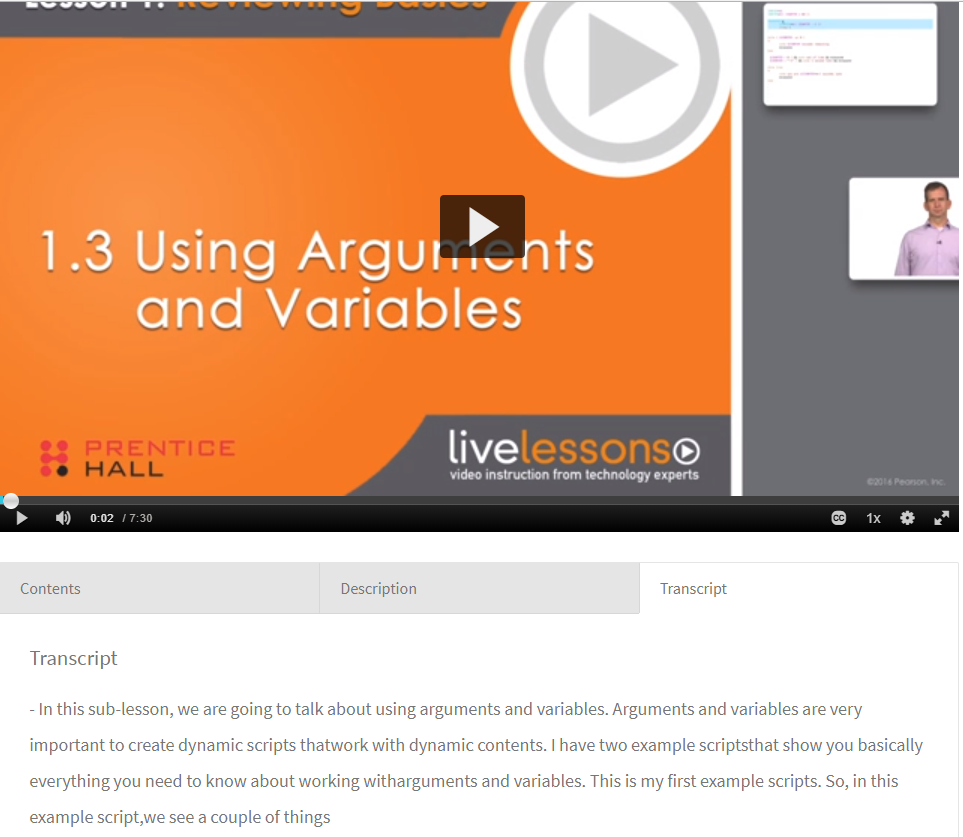 Lesson 1: Reviewing Basics
1.3 Using Arguments
and Variables
PRENTICE
HALL
livelessons
video instruction from technology experts
©2016 Pearson, Inc.
0:02 / 7:30
CC
1x
Contents
Description
Transcript
Transcript
- In this sub-lesson, we are going to talk about using arguments and variables. Arguments and variables are very
important to create dynamic scripts thatwork with dynamic contents. I have two example scriptsthat show you basically
everything you need to know about working witharguments and variables. This is my first example scripts. So, in this
example script,we see a couple of things